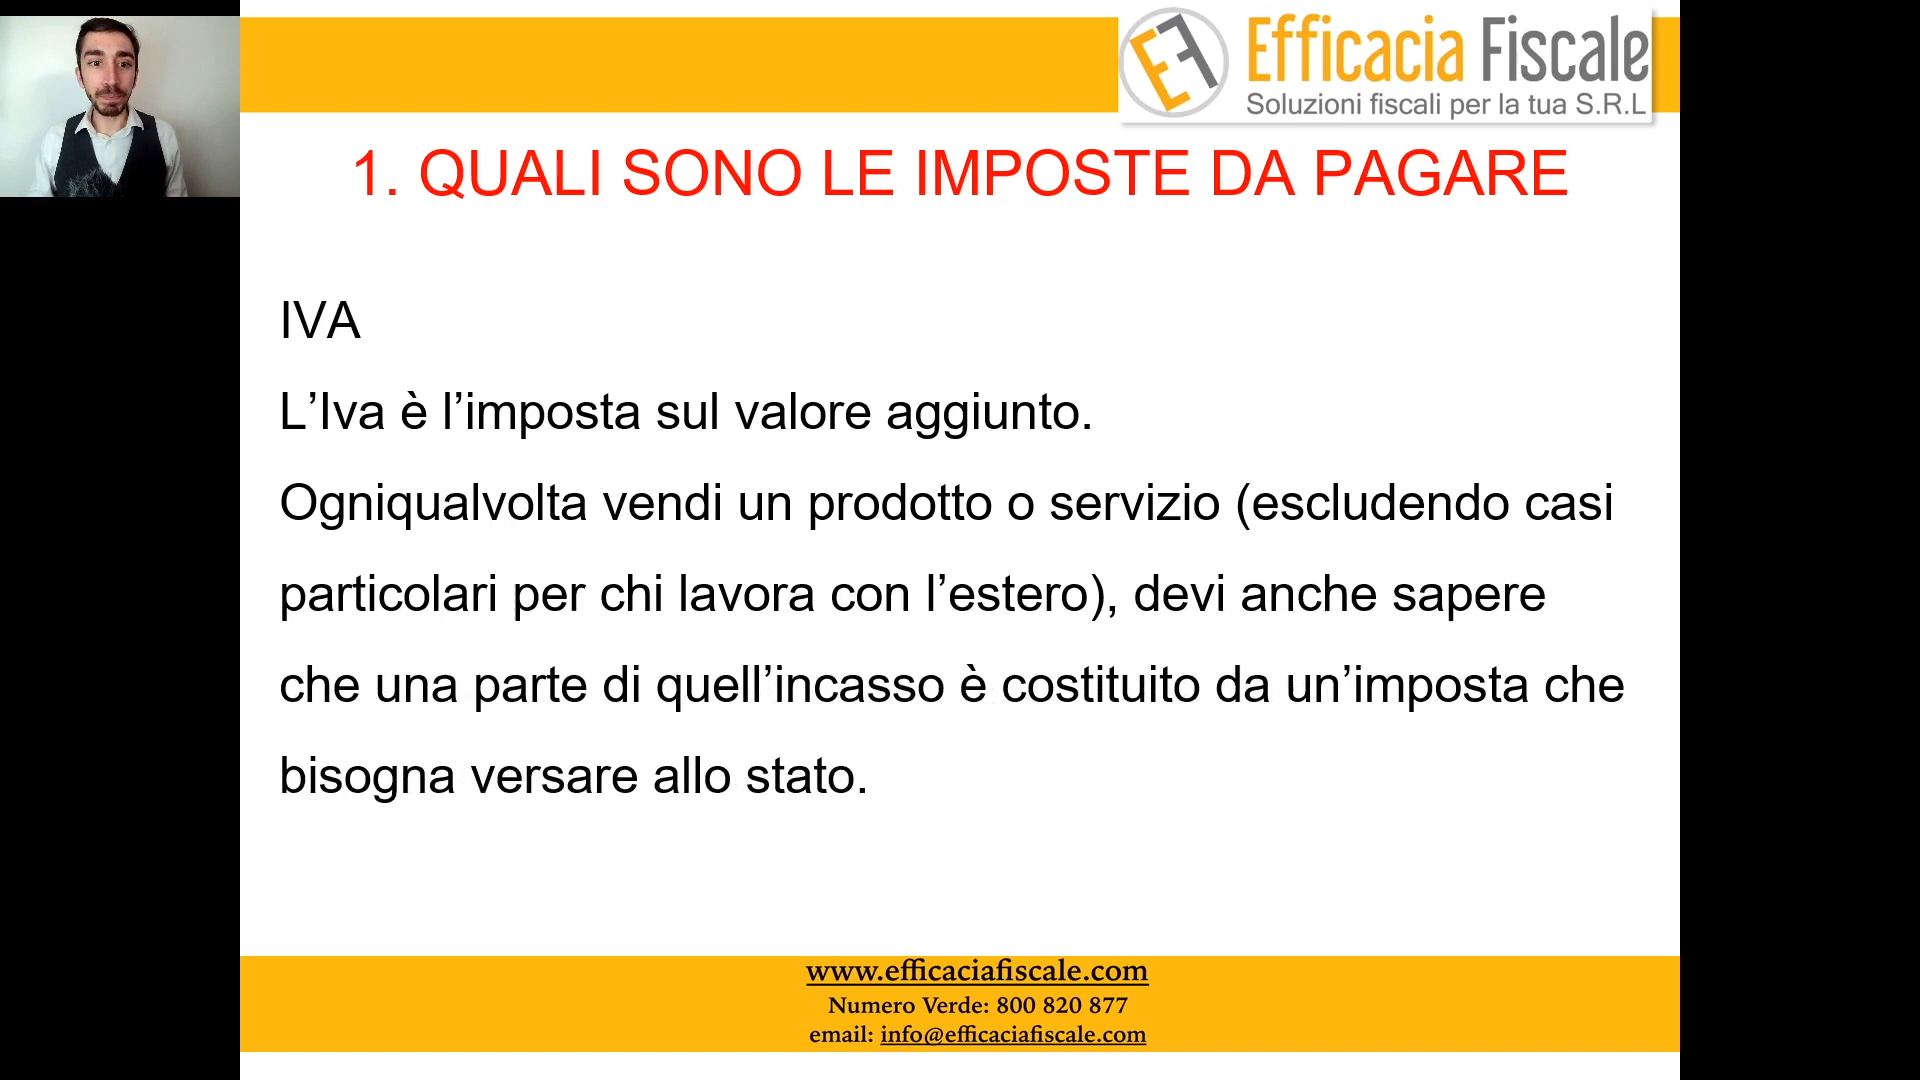 EF Efficacia Fiscale
Soluzioni fiscali per la tua S.R.L
1. QUALI SONO LE IMPOSTE DA PAGARE
IVA
L’Iva è l’imposta sul valore aggiunto.
Ogniqualvolta vendi un prodotto o servizio (escludendo casi
particolari per chi lavora con l’estero), devi anche sapere
che una parte di quell’incasso è costituito da un’imposta che
bisogna versare allo stato.
www.efficaciafiscale.com
Numero Verde: 800 820 877
email: info@efficaciafiscale.com